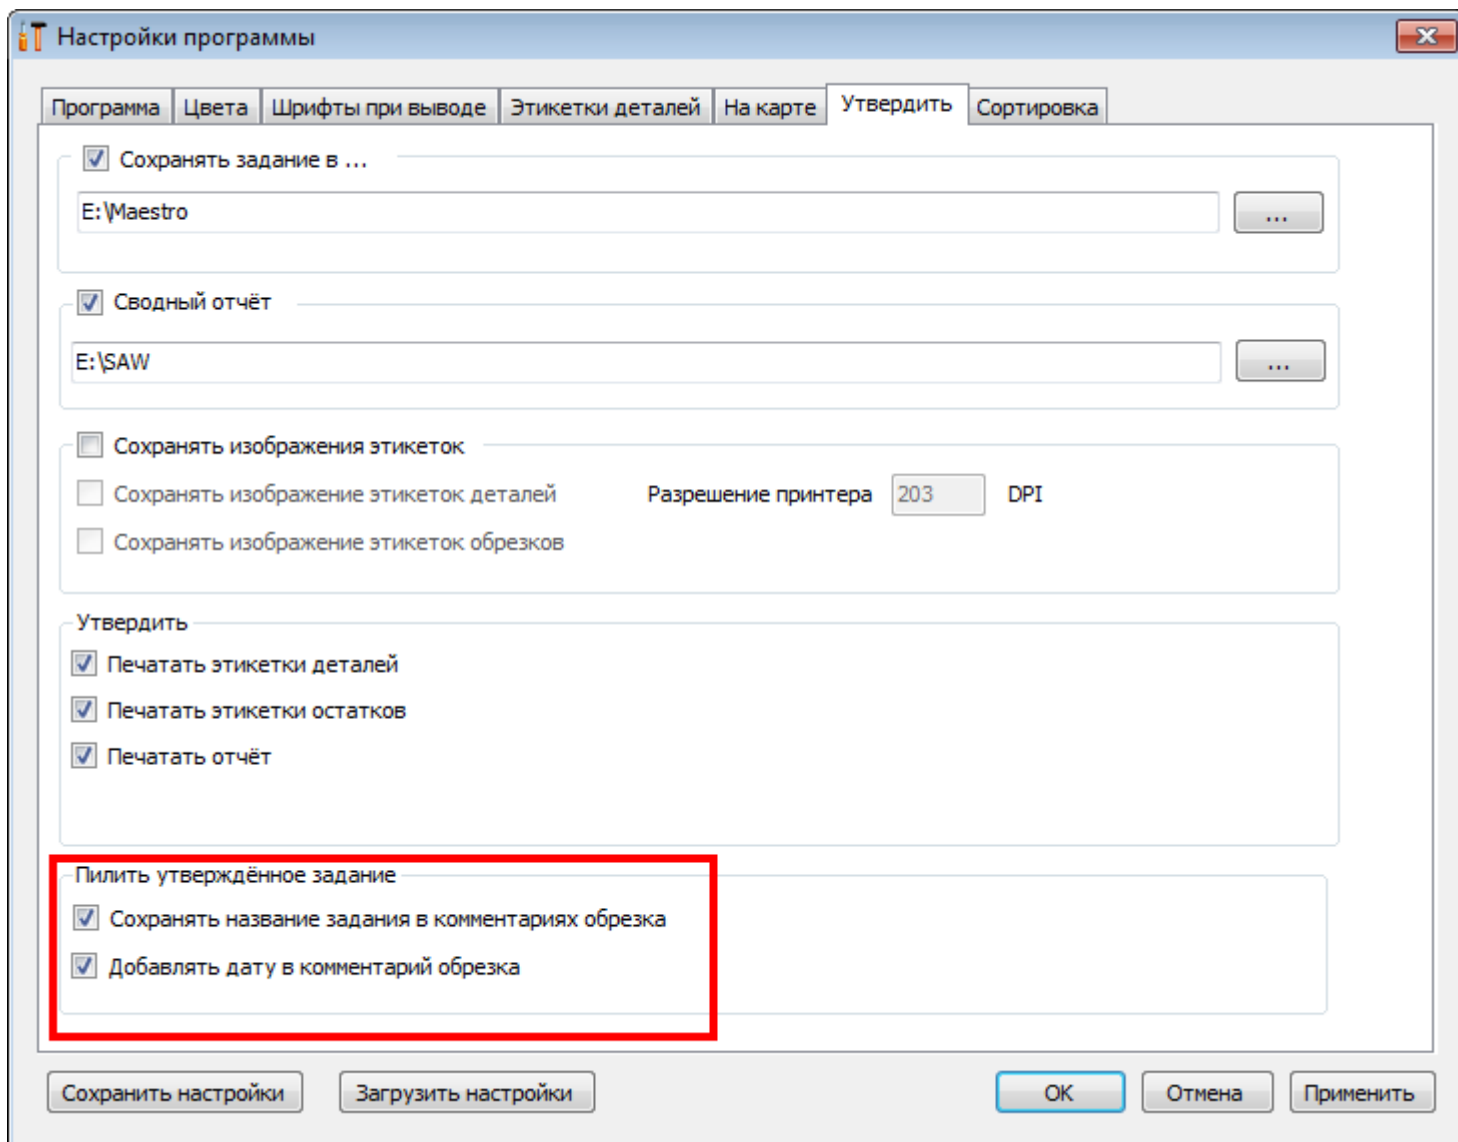 Настройки программы
Программа Цвета Шрифты при выводе Этикетки деталей На карте Утвердить Сортировка
Сохранять задание в ...
E:\Maestro ...
Сводный отчёт
E:\SAW ...
Сохранять изображения этикеток
Сохранять изображение этикеток деталей Разрешение принтера 203 DPI
Сохранять изображение этикеток обрезков
Утвердить
Печатать этикетки деталей
Печатать этикетки остатков
Печатать отчёт
Пилить утверждённое задание
Сохранять название задания в комментариях обрезка
Добавлять дату в комментарий обрезка
Сохранить настройки Загрузить настройки OK Отмена Применить